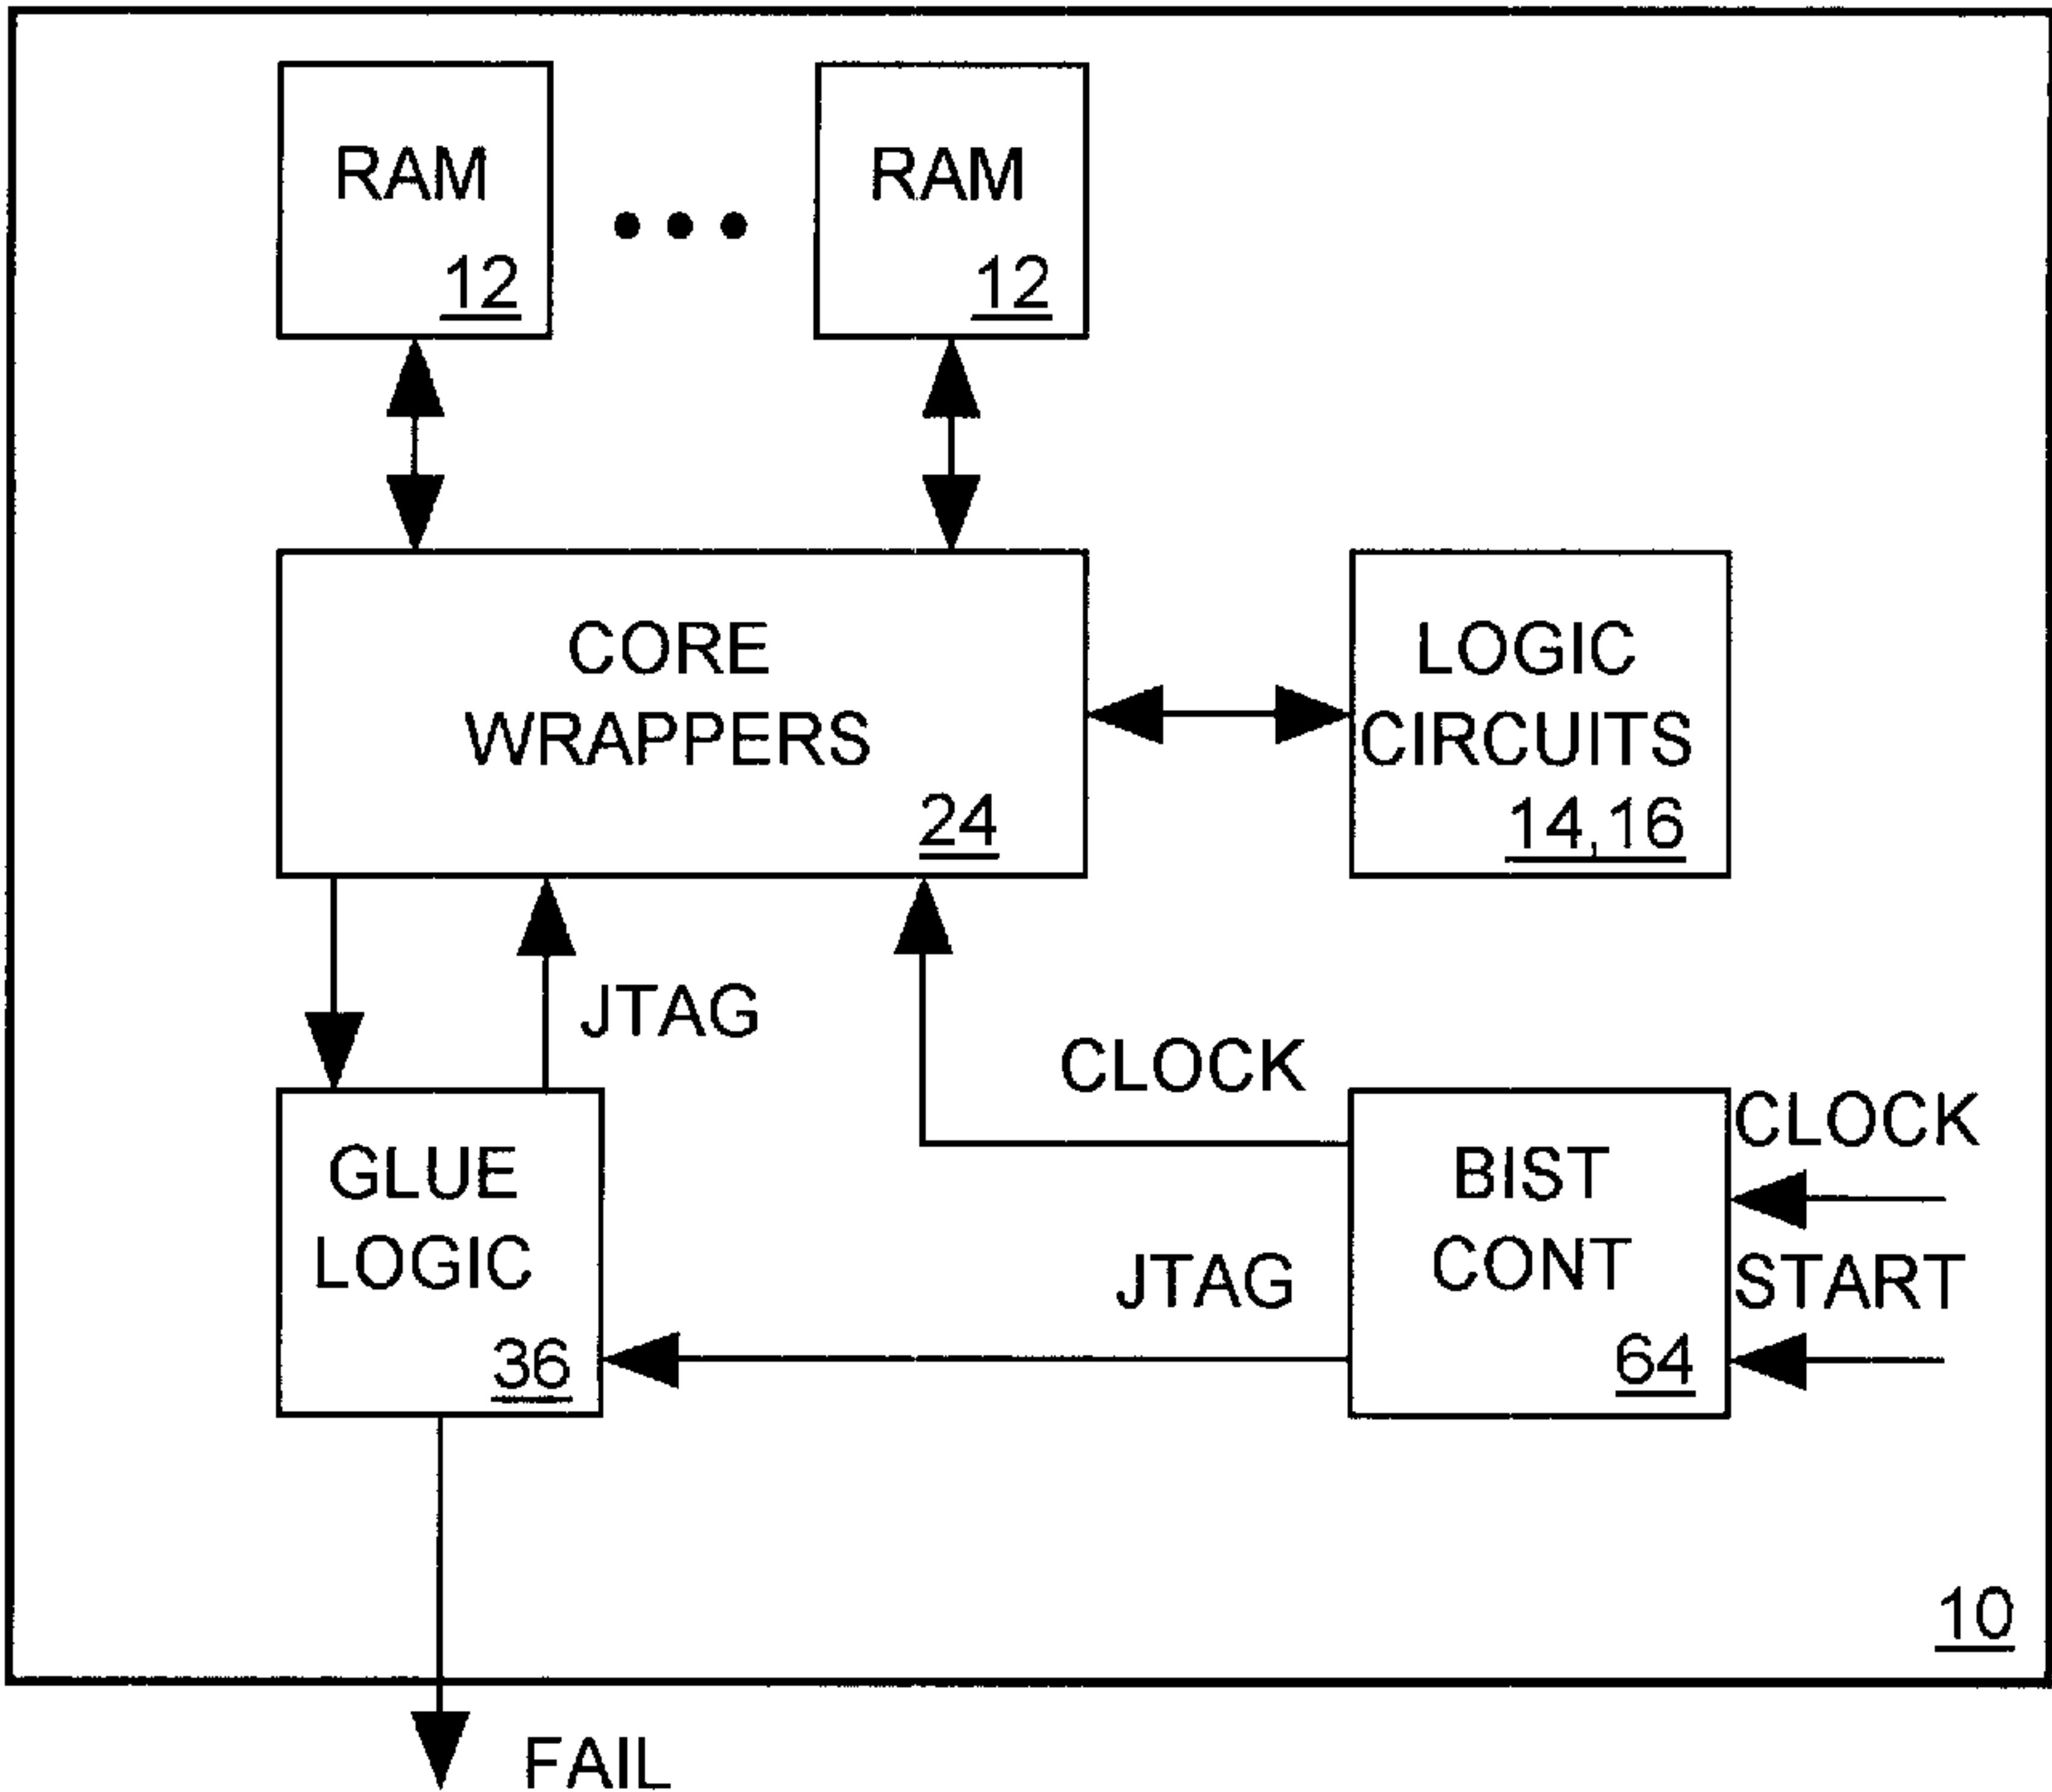 RAM
12
RAM
12
CORE
WRAPPERS
24
LOGIC
CIRCUITS
14,16
JTAG
CLOCK
GLUE
LOGIC
36
JTAG
BIST
CONT
64
CLOCK
START
10
FAIL